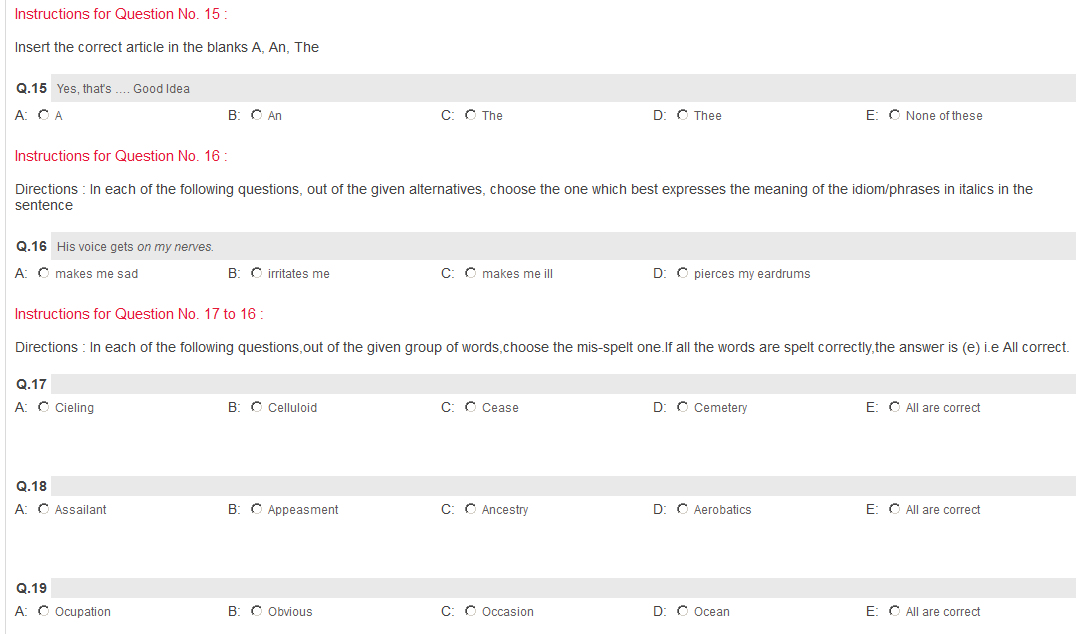 Instructions for Question No. 15 :
Insert the correct article in the blanks A, An, The
Q.15 Yes, that's .... Good Idea
A: A B: An C: The D: Thee E: None of these
Instructions for Question No. 16 :
Directions : In each of the following questions, out of the given alternatives, choose the one which best expresses the meaning of the idiom/phrases in italics in the
sentence
Q.16 His voice gets on my nerves.
A: makes me sad B: irritates me C: makes me ill D: pierces my eardrums
Instructions for Question No. 17 to 16 :
Directions : In each of the following questions,out of the given group of words,choose the mis-spelt one.If all the words are spelt correctly,the answer is (e) i.e All correct.
Q.17
A: Cieling B: Celluloid C: Cease D: Cemetery E: All are correct
Q.18
A: Assailant B: Appeasment C: Ancestry D: Aerobatics E: All are correct
Q.19
A: Ocupation B: Obvious C: Occasion D: Ocean E: All are correct